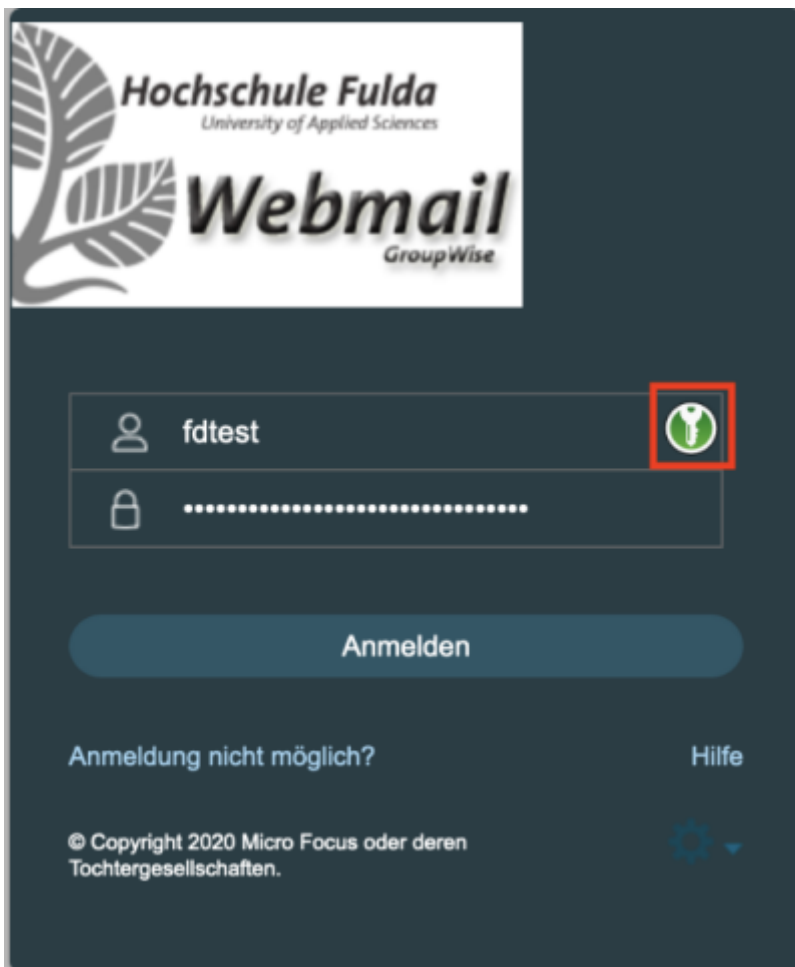 Hochschule Fulda
University of Applied Sciences
Webmail
GroupWise
fdtest
••••••••••••••••••••••••••••••••
Anmelden
Anmeldung nicht möglich?
Hilfe
© Copyright 2020 Micro Focus oder deren
Tochtergesellschaften.